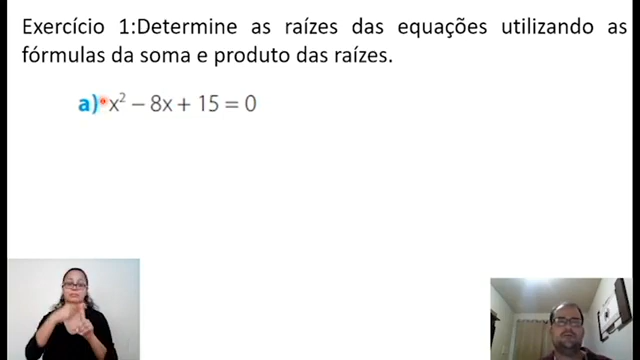 Exercício 1:Determine as raízes das equações utilizando as
fórmulas da soma e produto das raízes.
a) x² − 8x + 15 = 0